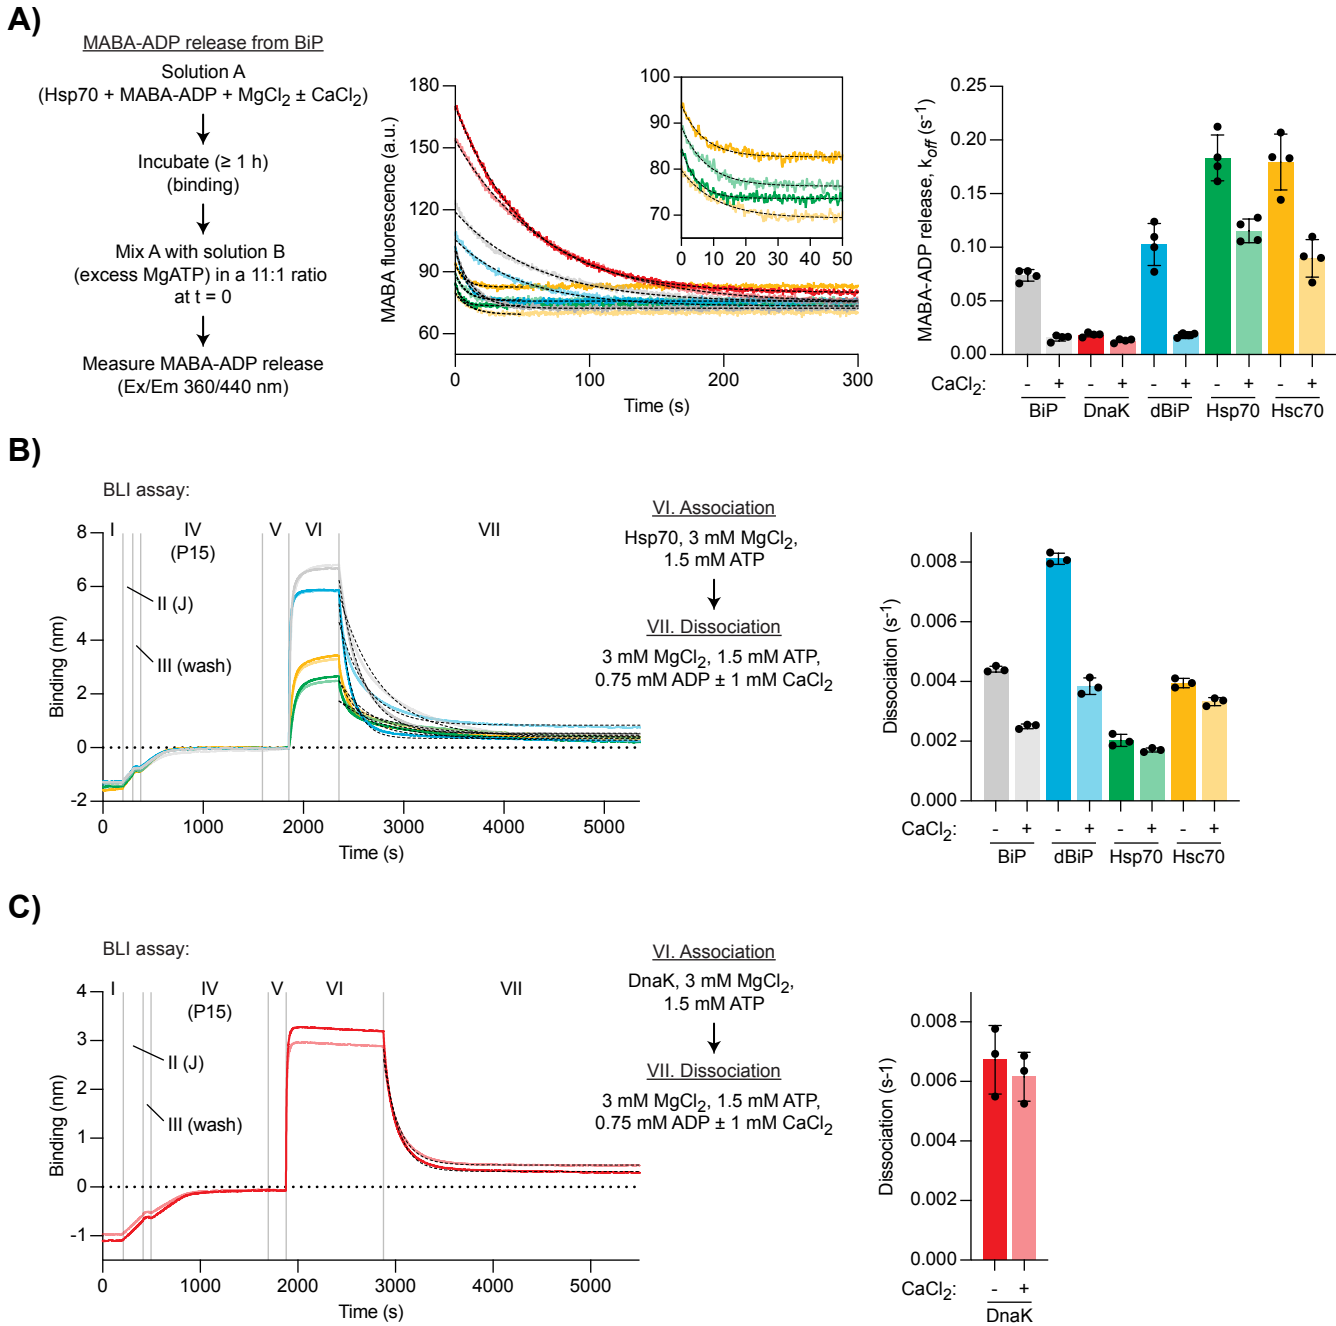 A)
MABA-ADP release from BiP
Solution A
(Hsp70 + MABA-ADP + MgCl2 ± CaCl2)
Incubate (≥ 1 h)
(binding)
Mix A with solution B
(excess MgATP) in a 11:1 ratio
at t = 0
Measure MABA-ADP release
(Ex/Em 360/440 nm)
MABA fluorescence (a.u.)
180
150
120
90
60
0
100
200
300
Time (s)
100
90
80
70
0
10
20
30
40
50
MABA-ADP release, koff (s-1)
0.25
0.20
0.15
0.10
0.05
0.00
CaCl2: - + - + - + - + - +
BiP DnaK dBiP Hsp70 Hsc70
B)
BLI assay:
I IV V VI VII
(P15)
II (J)
III (wash)
Binding (nm)
8
6
4
2
0
-2
0 1000 2000 3000 4000 5000
Time (s)
VI. Association
Hsp70, 3 mM MgCl2,
1.5 mM ATP
VII. Dissociation
3 mM MgCl2, 1.5 mM ATP,
0.75 mM ADP ± 1 mM CaCl2
Dissociation (s-1)
0.008
0.006
0.004
0.002
0.000
CaCl2: - + - + - + - +
BiP dBiP Hsp70 Hsc70
C)
BLI assay:
I IV V VI VII
(P15)
II (J)
III (wash)
Binding (nm)
4
3
2
1
0
-1
0 1000 2000 3000 4000 5000
Time (s)
VI. Association
DnaK, 3 mM MgCl2,
1.5 mM ATP
VII. Dissociation
3 mM MgCl2, 1.5 mM ATP,
0.75 mM ADP ± 1 mM CaCl2
Dissociation (s-1)
0.008
0.006
0.004
0.002
0.000
CaCl2: - +
DnaK